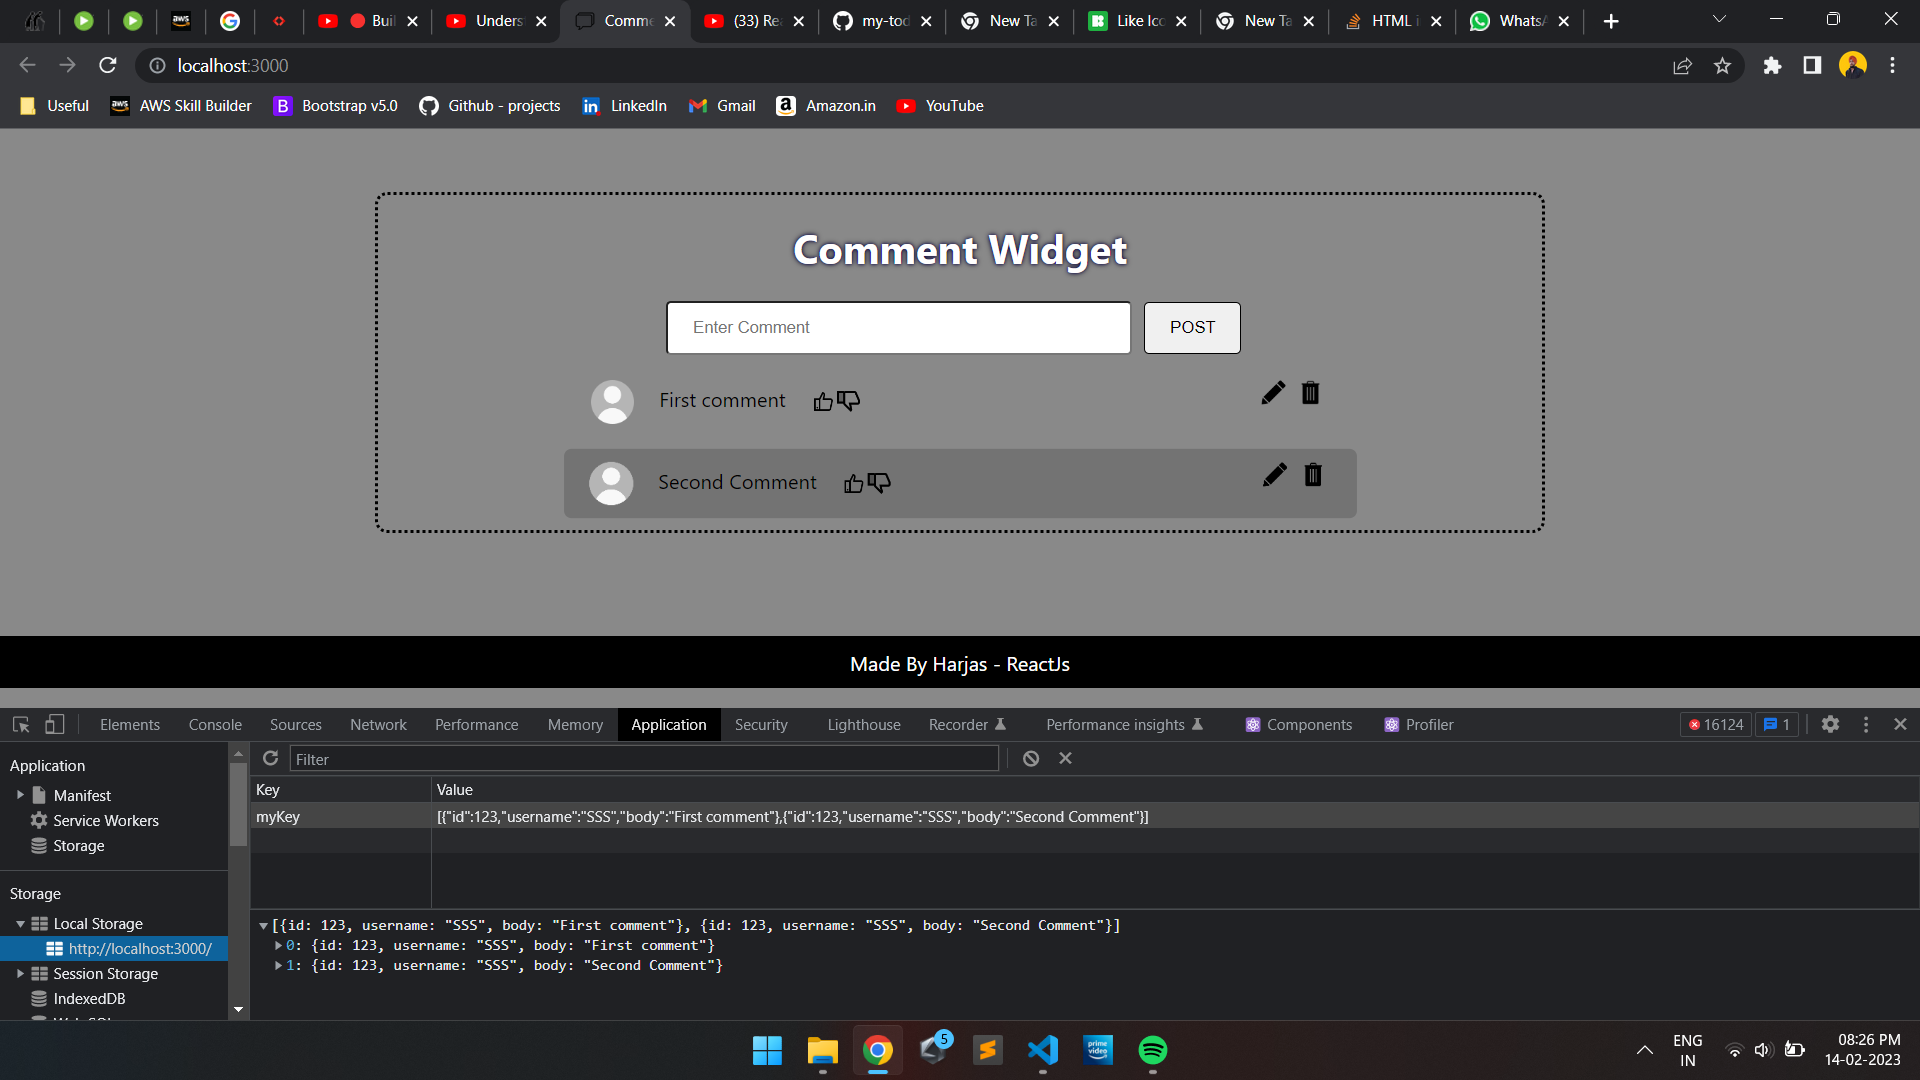 Buil
Unders
Comme
(33) Rea
my-tod
New Ta
Like Ico
New Ta
HTML i
WhatsA
localhost:3000
Useful
aws
AWS Skill Builder
Bootstrap v5.0
Github - projects
LinkedIn
Gmail
Amazon.in
YouTube
Comment Widget
Enter Comment
POST
First comment
Second Comment
Made By Harjas - ReactJs
Elements
Console
Sources
Network
Performance
Memory
Application
Security
Lighthouse
Recorder
Performance insights
Components
Profiler
16124
1
Application
Manifest
Service Workers
Storage
Storage
Local Storage
http://localhost:3000/
Session Storage
IndexedDB
Filter
Key Value
myKey [{"id":123,"username":"SSS","body":"First comment"},{"id":123,"username":"SSS","body":"Second Comment"}]
[{id: 123, username: "SSS", body: "First comment"}, {id: 123, username: "SSS", body: "Second Comment"}]
0: {id: 123, username: "SSS", body: "First comment"}
1: {id: 123, username: "SSS", body: "Second Comment"}
5
prime video
ENG
IN
08:26 PM
14-02-2023